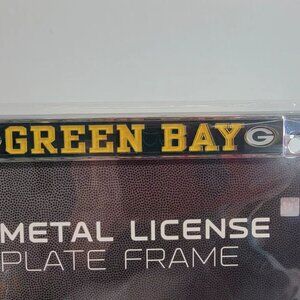 GREEN BAY G
METAL LICENSE
PLATE FRAME